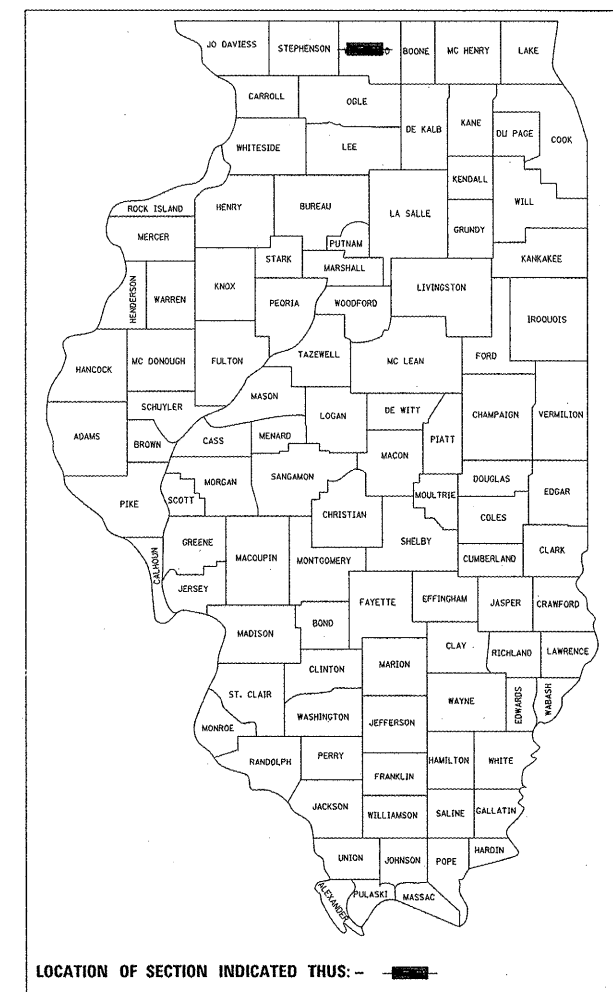 JO DAVIESS STEPHENSON BOONE MC HENRY LAKE
CARROLL OGLE DE KALB KANE DU PAGE COOK
WHITESIDE LEE KENDALL WILL
ROCK ISLAND HENRY BUREAU LA SALLE GRUNDY
MERCER PUTNAM KANKAKEE
HENDERSON WARREN KNOX STARK MARSHALL LIVINGSTON
PEORIA WOODFORD IROQUOIS
HANCOCK MC DONOUGH FULTON TAZEWELL MC LEAN FORD
SCHUYLER MASON LOGAN DE WITT CHAMPAIGN VERMILION
ADAMS BROWN CASS MENARD MACON PIATT
PIKE SCOTT MORGAN SANGAMON MOULTRIE DOUGLAS EDGAR
CHRISTIAN COLES
CALHOUN GREENE MACOUPIN MONTGOMERY SHELBY CUMBERLAND CLARK
JERSEY FAYETTE EFFINGHAM JASPER CRAWFORD
MADISON BOND CLAY RICHLAND LAWRENCE
CLINTON MARION
ST. CLAIR WAYNE EDWARDS WABASH
MONROE WASHINGTON JEFFERSON
RANDOLPH PERRY HAMILTON WHITE
FRANKLIN
JACKSON WILLIAMSON SALINE GALLATIN
UNION JOHNSON POPE HARDIN
ALEXANDER PULASKI MASSAC
LOCATION OF SECTION INDICATED THUS: -